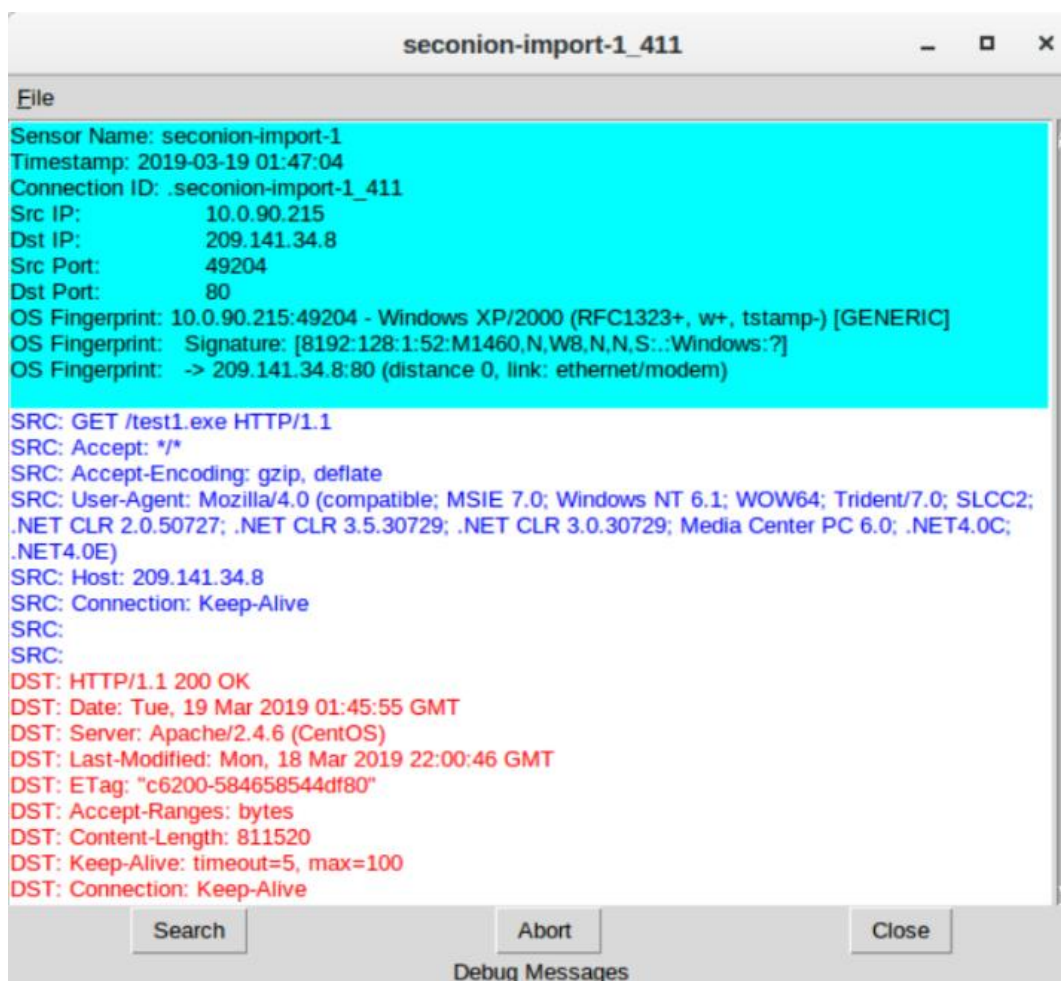 seconion-import-1_411
File
Sensor Name: seconion-import-1
Timestamp: 2019-03-19 01:47:04
Connection ID: .seconion-import-1_411
Src IP: 10.0.90.215
Dst IP: 209.141.34.8
Src Port: 49204
Dst Port: 80
OS Fingerprint: 10.0.90.215:49204 - Windows XP/2000 (RFC1323+, w+, tstamp-) [GENERIC]
OS Fingerprint: Signature: [8192:128:1:52:M1460,N,W8,N,N,S:.:Windows:?]
OS Fingerprint: -> 209.141.34.8:80 (distance 0, link: ethernet/modem)
SRC: GET /test1.exe HTTP/1.1
SRC: Accept: */*
SRC: Accept-Encoding: gzip, deflate
SRC: User-Agent: Mozilla/4.0 (compatible; MSIE 7.0; Windows NT 6.1; WOW64; Trident/7.0; SLCC2;
.NET CLR 2.0.50727; .NET CLR 3.5.30729; .NET CLR 3.0.30729; Media Center PC 6.0; .NET4.0C;
.NET4.0E)
SRC: Host: 209.141.34.8
SRC: Connection: Keep-Alive
SRC:
SRC:
DST: HTTP/1.1 200 OK
DST: Date: Tue, 19 Mar 2019 01:45:55 GMT
DST: Server: Apache/2.4.6 (CentOS)
DST: Last-Modified: Mon, 18 Mar 2019 22:00:46 GMT
DST: ETag: "c6200-584658544df80"
DST: Accept-Ranges: bytes
DST: Content-Length: 811520
DST: Keep-Alive: timeout=5, max=100
DST: Connection: Keep-Alive
Search Abort Close
Debug Messages